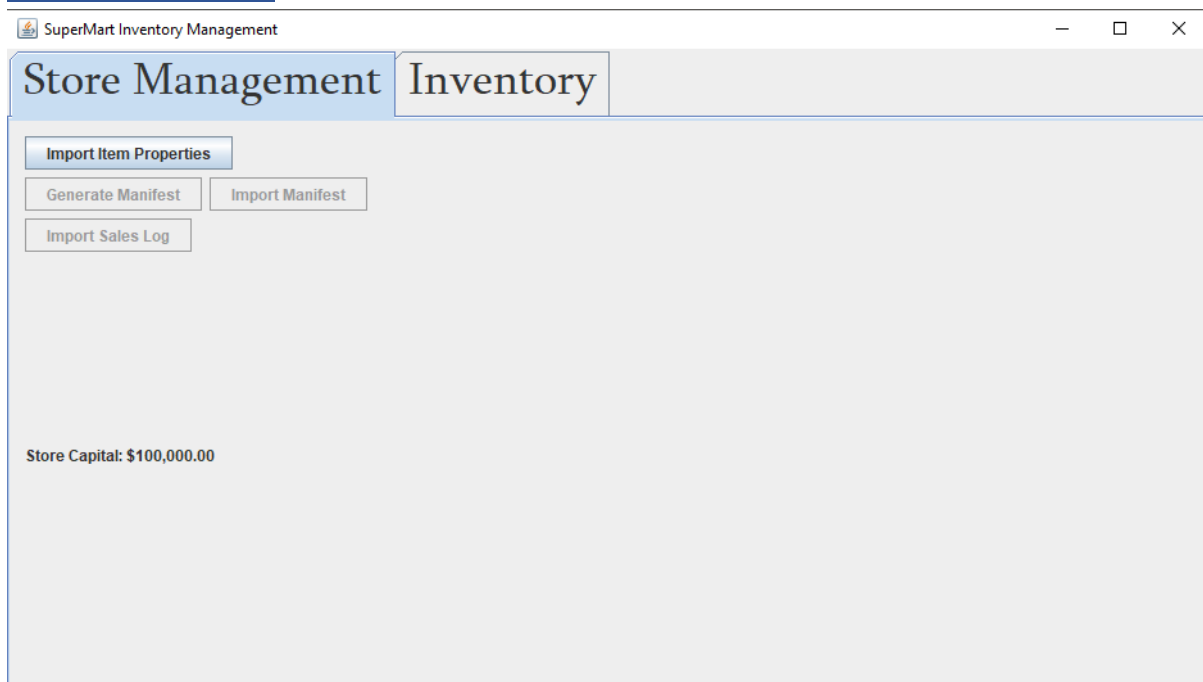 SuperMart Inventory Management
Store Management Inventory
Import Item Properties
Generate Manifest Import Manifest
Import Sales Log
Store Capital: $100,000.00